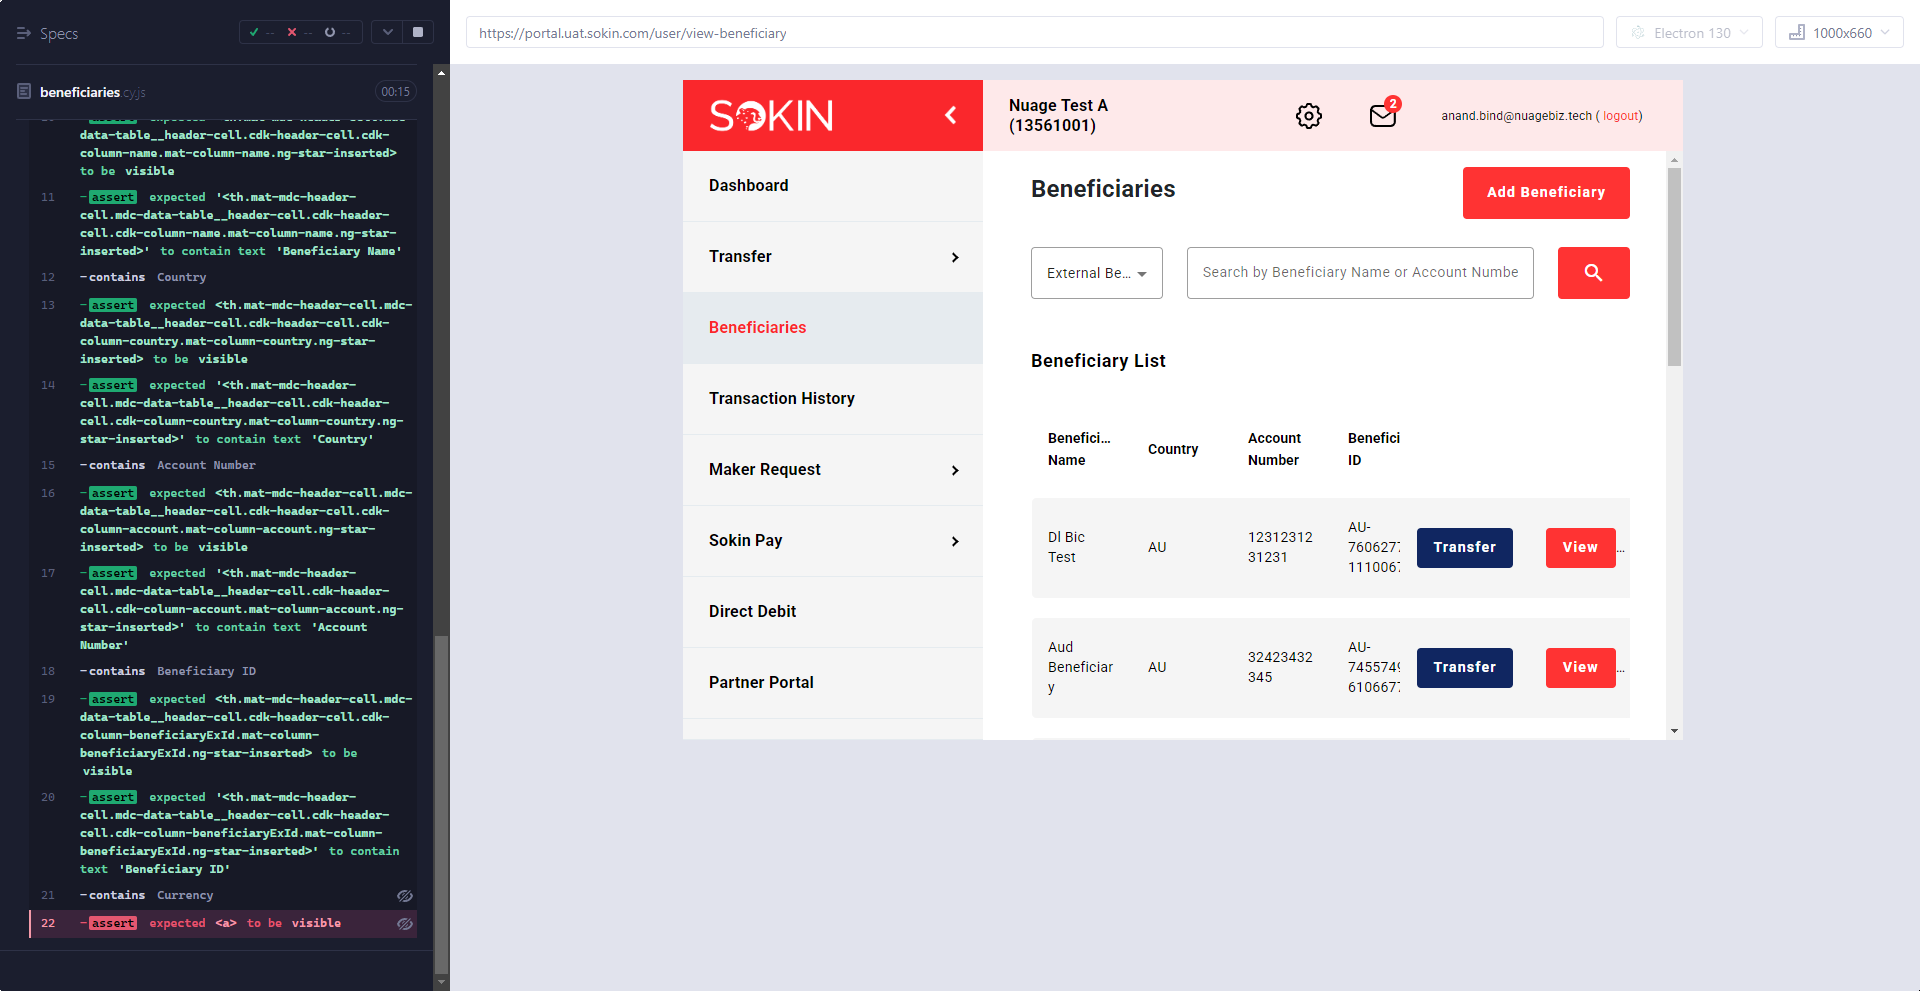 Specs
-- -- --
https://portal.uat.sokin.com/user/view-beneficiary
Electron 130
1000x660
beneficiaries.cy.js
00:15
data-table__header-cell.cdk-header-cell.cdk-
column-name.mat-column-name.ng-star-inserted>
to be visible
11 -assert expected '<th.mat-mdc-header-
cell.mdc-data-table__header-cell.cdk-header-
cell.cdk-column-name.mat-column-name.ng-star-
inserted>' to contain text 'Beneficiary Name'
12 -contains Country
13 -assert expected <th.mat-mdc-header-cell.mdc-
data-table__header-cell.cdk-header-cell.cdk-
column-country.mat-column-country.ng-star-
inserted> to be visible
14 -assert expected '<th.mat-mdc-header-
cell.mdc-data-table__header-cell.cdk-header-
cell.cdk-column-country.mat-column-country.ng-
star-inserted>' to contain text 'Country'
15 -contains Account Number
16 -assert expected <th.mat-mdc-header-cell.mdc-
data-table__header-cell.cdk-header-cell.cdk-
column-account.mat-column-account.ng-star-
inserted> to be visible
17 -assert expected '<th.mat-mdc-header-
cell.mdc-data-table__header-cell.cdk-header-
cell.cdk-column-account.mat-column-account.ng-
star-inserted>' to contain text 'Account
Number'
18 -contains Beneficiary ID
19 -assert expected <th.mat-mdc-header-cell.mdc-
data-table__header-cell.cdk-header-cell.cdk-
column-beneficiaryExId.mat-column-
beneficiaryExId.ng-star-inserted> to be
visible
20 -assert expected '<th.mat-mdc-header-
cell.mdc-data-table__header-cell.cdk-header-
cell.cdk-column-beneficiaryExId.mat-column-
beneficiaryExId.ng-star-inserted>' to contain
text 'Beneficiary ID'
21 -contains Currency
22 -assert expected <a> to be visible
SOKIN
Nuage Test A
(13561001)
2
anand.bind@nuagebiz.tech ( logout)
Dashboard
Transfer
Beneficiaries
Transaction History
Maker Request
Sokin Pay
Direct Debit
Partner Portal
Beneficiaries
Add Beneficiary
External Be...
Search by Beneficiary Name or Account Numbe
Beneficiary List
Benefici...
Name
Country
Account
Number
Benefici
ID
Dl Bic
Test
AU
12312312
31231
AU-
7606277
1110067
Transfer
View
...
Aud
Beneficiar
y
AU
32423432
345
AU-
7455749
6106677
Transfer
View
...